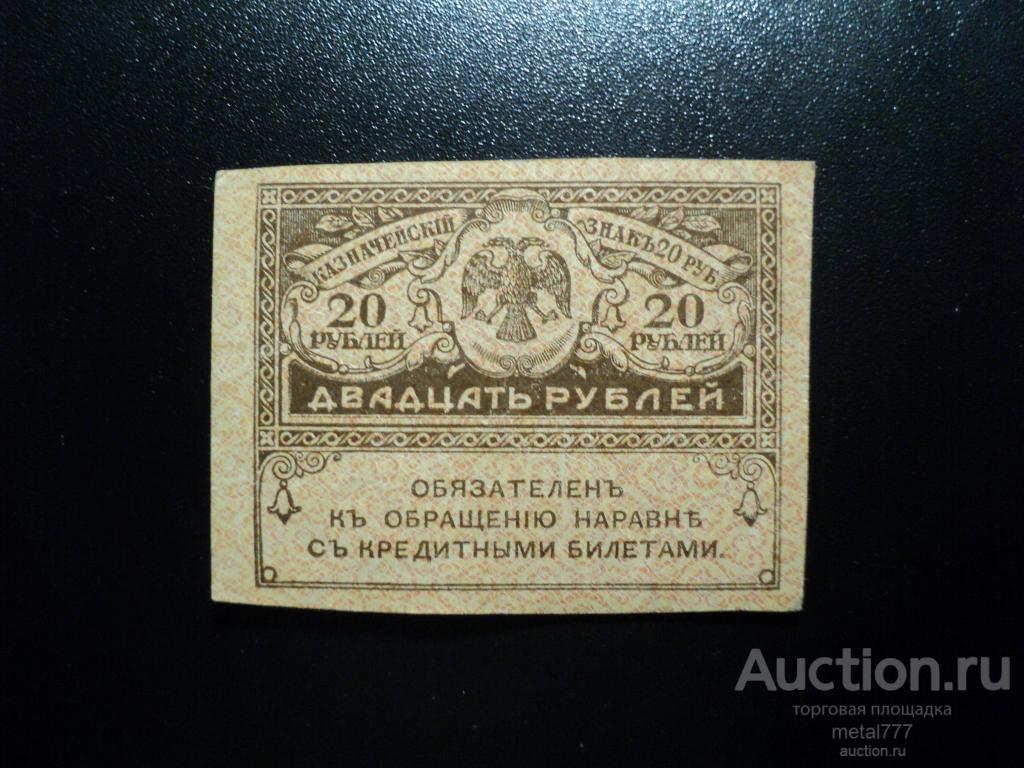 КАЗНАЧЕЙСКІЙ ЗНАКЪ 20 РУБ
20 РУБЛЕЙ
20 РУБЛЕЙ
ДВАДЦАТЬ РУБЛЕЙ
ОБЯЗАТЕЛЕНЪ
КЪ ОБРАЩЕНІЮ НАРАВНѢ
СЪ КРЕДИТНЫМИ БИЛЕТАМИ.
Auction.ru
торговая площадка
metal777
auction.ru